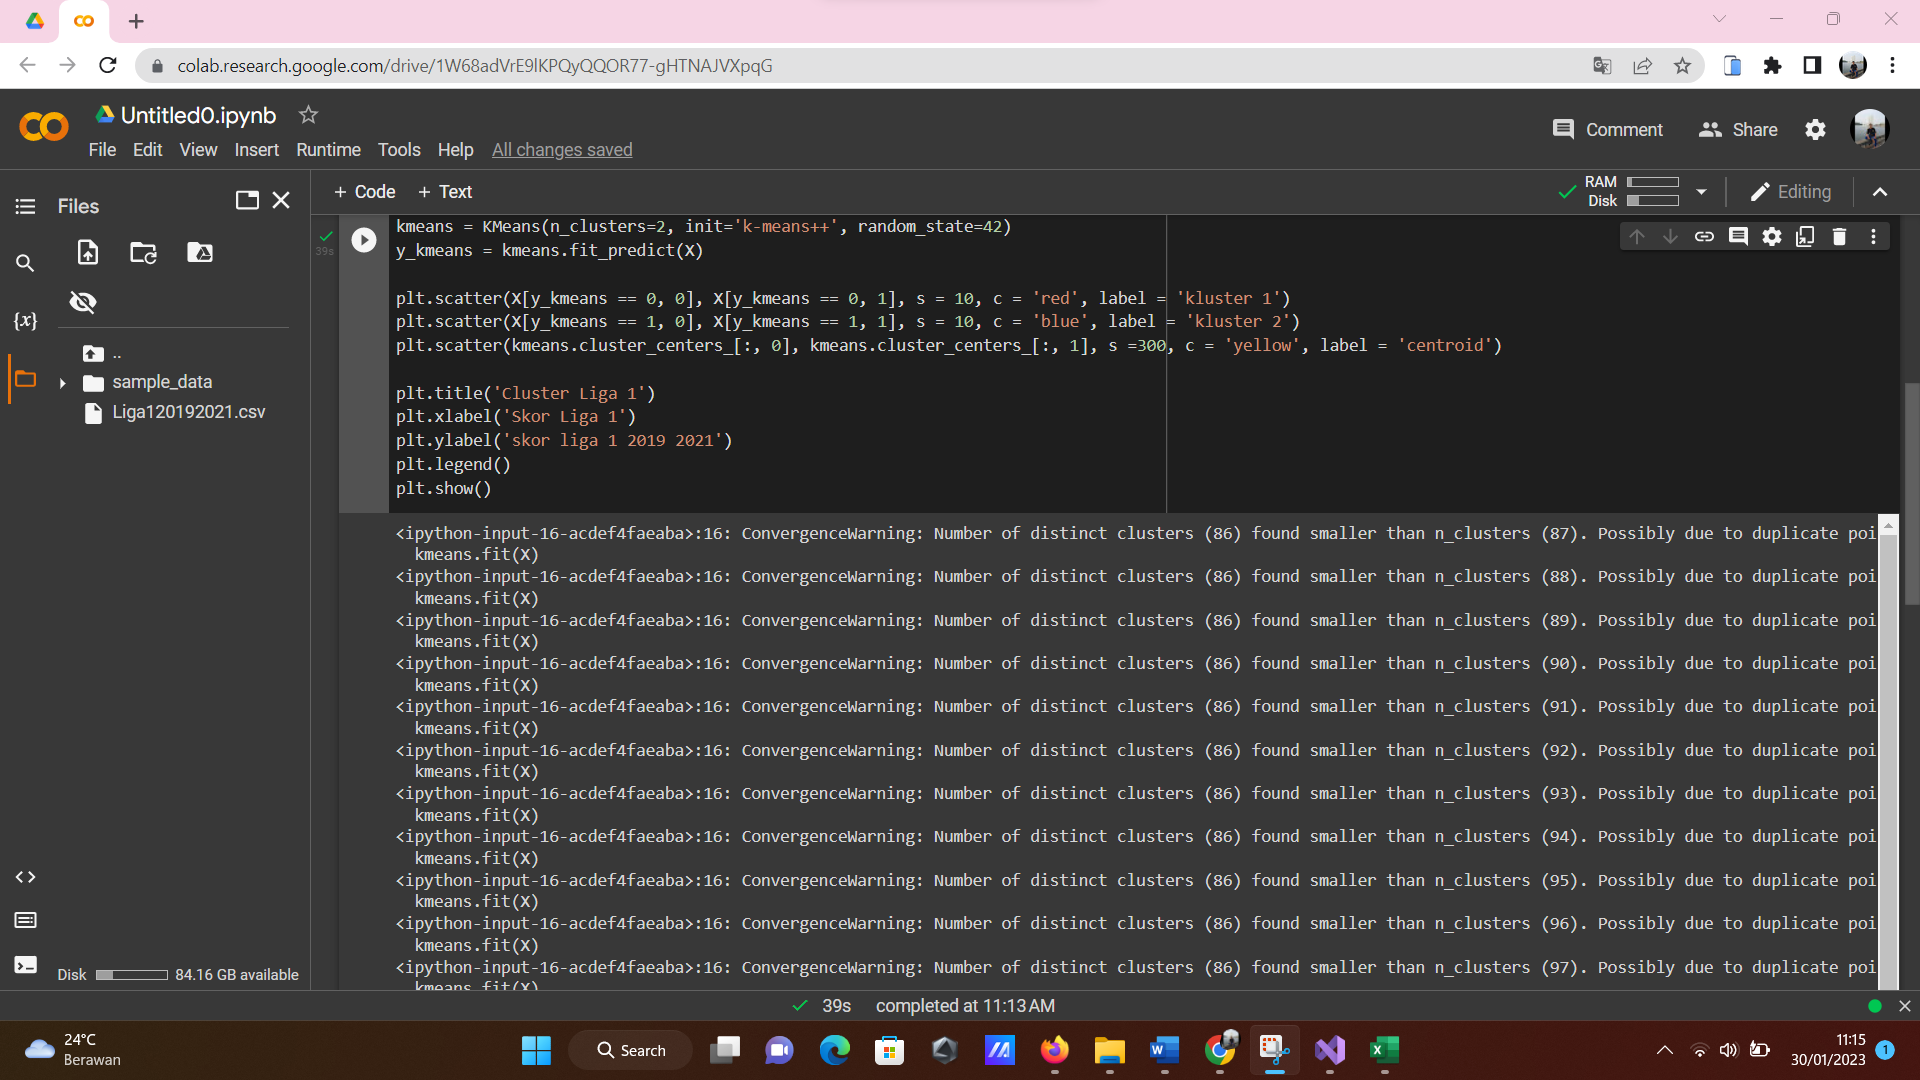 colab.research.google.com/drive/1W68adVrE9lKPQyQQOR77-gHTNAJVXpqG
Untitled0.ipynb
File Edit View Insert Runtime Tools Help All changes saved
Comment Share
Files
+ Code + Text
RAM
Disk
Editing
39s
kmeans = KMeans(n_clusters=2, init='k-means++', random_state=42)
y_kmeans = kmeans.fit_predict(X)
plt.scatter(X[y_kmeans == 0, 0], X[y_kmeans == 0, 1], s = 10, c = 'red', label = 'kluster 1')
plt.scatter(X[y_kmeans == 1, 0], X[y_kmeans == 1, 1], s = 10, c = 'blue', label = 'kluster 2')
plt.scatter(kmeans.cluster_centers_[:, 0], kmeans.cluster_centers_[:, 1], s =300, c = 'yellow', label = 'centroid')
plt.title('Cluster Liga 1')
plt.xlabel('Skor Liga 1')
plt.ylabel('skor liga 1 2019 2021')
plt.legend()
plt.show()
{x}
..
sample_data
Liga120192021.csv
<ipython-input-16-acdef4faeaba>:16: ConvergenceWarning: Number of distinct clusters (86) found smaller than n_clusters (87). Possibly due to duplicate poi
kmeans.fit(X)
<ipython-input-16-acdef4faeaba>:16: ConvergenceWarning: Number of distinct clusters (86) found smaller than n_clusters (88). Possibly due to duplicate poi
kmeans.fit(X)
<ipython-input-16-acdef4faeaba>:16: ConvergenceWarning: Number of distinct clusters (86) found smaller than n_clusters (89). Possibly due to duplicate poi
kmeans.fit(X)
<ipython-input-16-acdef4faeaba>:16: ConvergenceWarning: Number of distinct clusters (86) found smaller than n_clusters (90). Possibly due to duplicate poi
kmeans.fit(X)
<ipython-input-16-acdef4faeaba>:16: ConvergenceWarning: Number of distinct clusters (86) found smaller than n_clusters (91). Possibly due to duplicate poi
kmeans.fit(X)
<ipython-input-16-acdef4faeaba>:16: ConvergenceWarning: Number of distinct clusters (86) found smaller than n_clusters (92). Possibly due to duplicate poi
kmeans.fit(X)
<ipython-input-16-acdef4faeaba>:16: ConvergenceWarning: Number of distinct clusters (86) found smaller than n_clusters (93). Possibly due to duplicate poi
kmeans.fit(X)
<ipython-input-16-acdef4faeaba>:16: ConvergenceWarning: Number of distinct clusters (86) found smaller than n_clusters (94). Possibly due to duplicate poi
kmeans.fit(X)
<ipython-input-16-acdef4faeaba>:16: ConvergenceWarning: Number of distinct clusters (86) found smaller than n_clusters (95). Possibly due to duplicate poi
kmeans.fit(X)
<ipython-input-16-acdef4faeaba>:16: ConvergenceWarning: Number of distinct clusters (86) found smaller than n_clusters (96). Possibly due to duplicate poi
kmeans.fit(X)
<ipython-input-16-acdef4faeaba>:16: ConvergenceWarning: Number of distinct clusters (86) found smaller than n_clusters (97). Possibly due to duplicate poi
kmeans.fit(X)
Disk 84.16 GB available
39s completed at 11:13 AM
24°C
Berawan
Search
11:15
30/01/2023
1